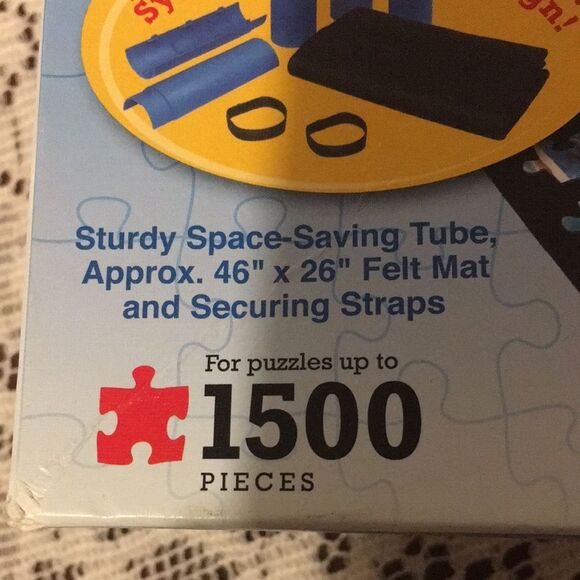 Sturdy Space-Saving Tube,
Approx. 46" x 26" Felt Mat
and Securing Straps
For puzzles up to
1500
PIECES